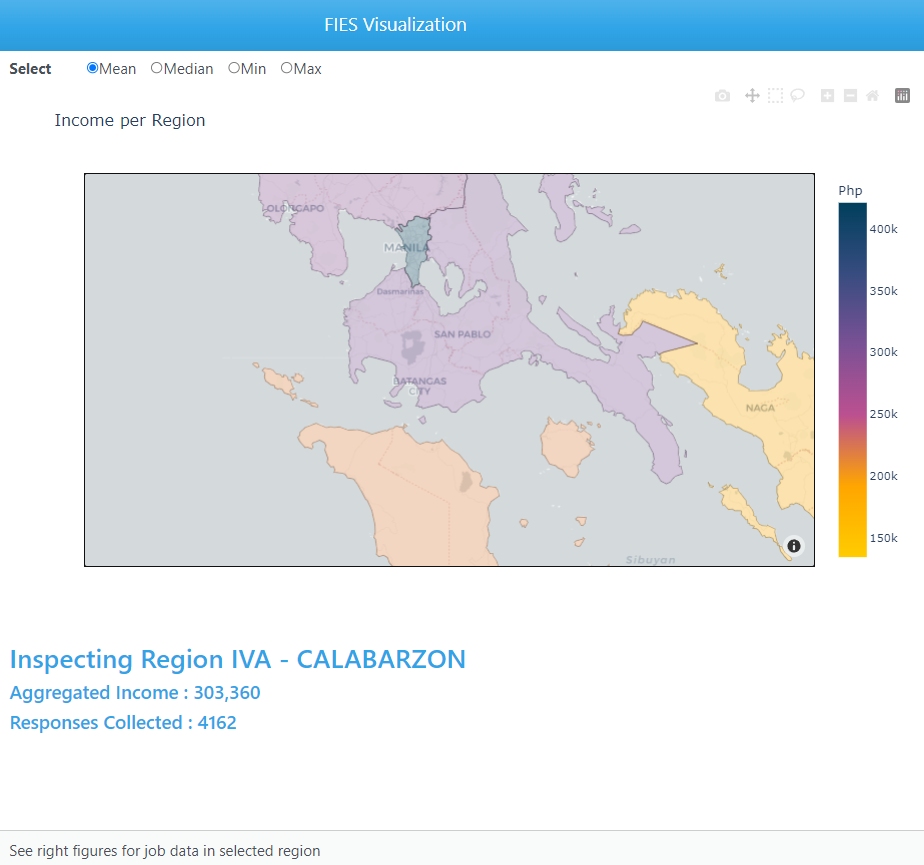 FIES Visualization
Select Mean Median Min Max
Income per Region
Php
OLONGAPO
400k
MANILA
Dasmarinas
350k
SAN PABLO
300k
BATANGAS
CITY
NAGA
250k
200k
150k
Sibuyan
Inspecting Region IVA - CALABARZON
Aggregated Income : 303,360
Responses Collected : 4162
See right figures for job data in selected region